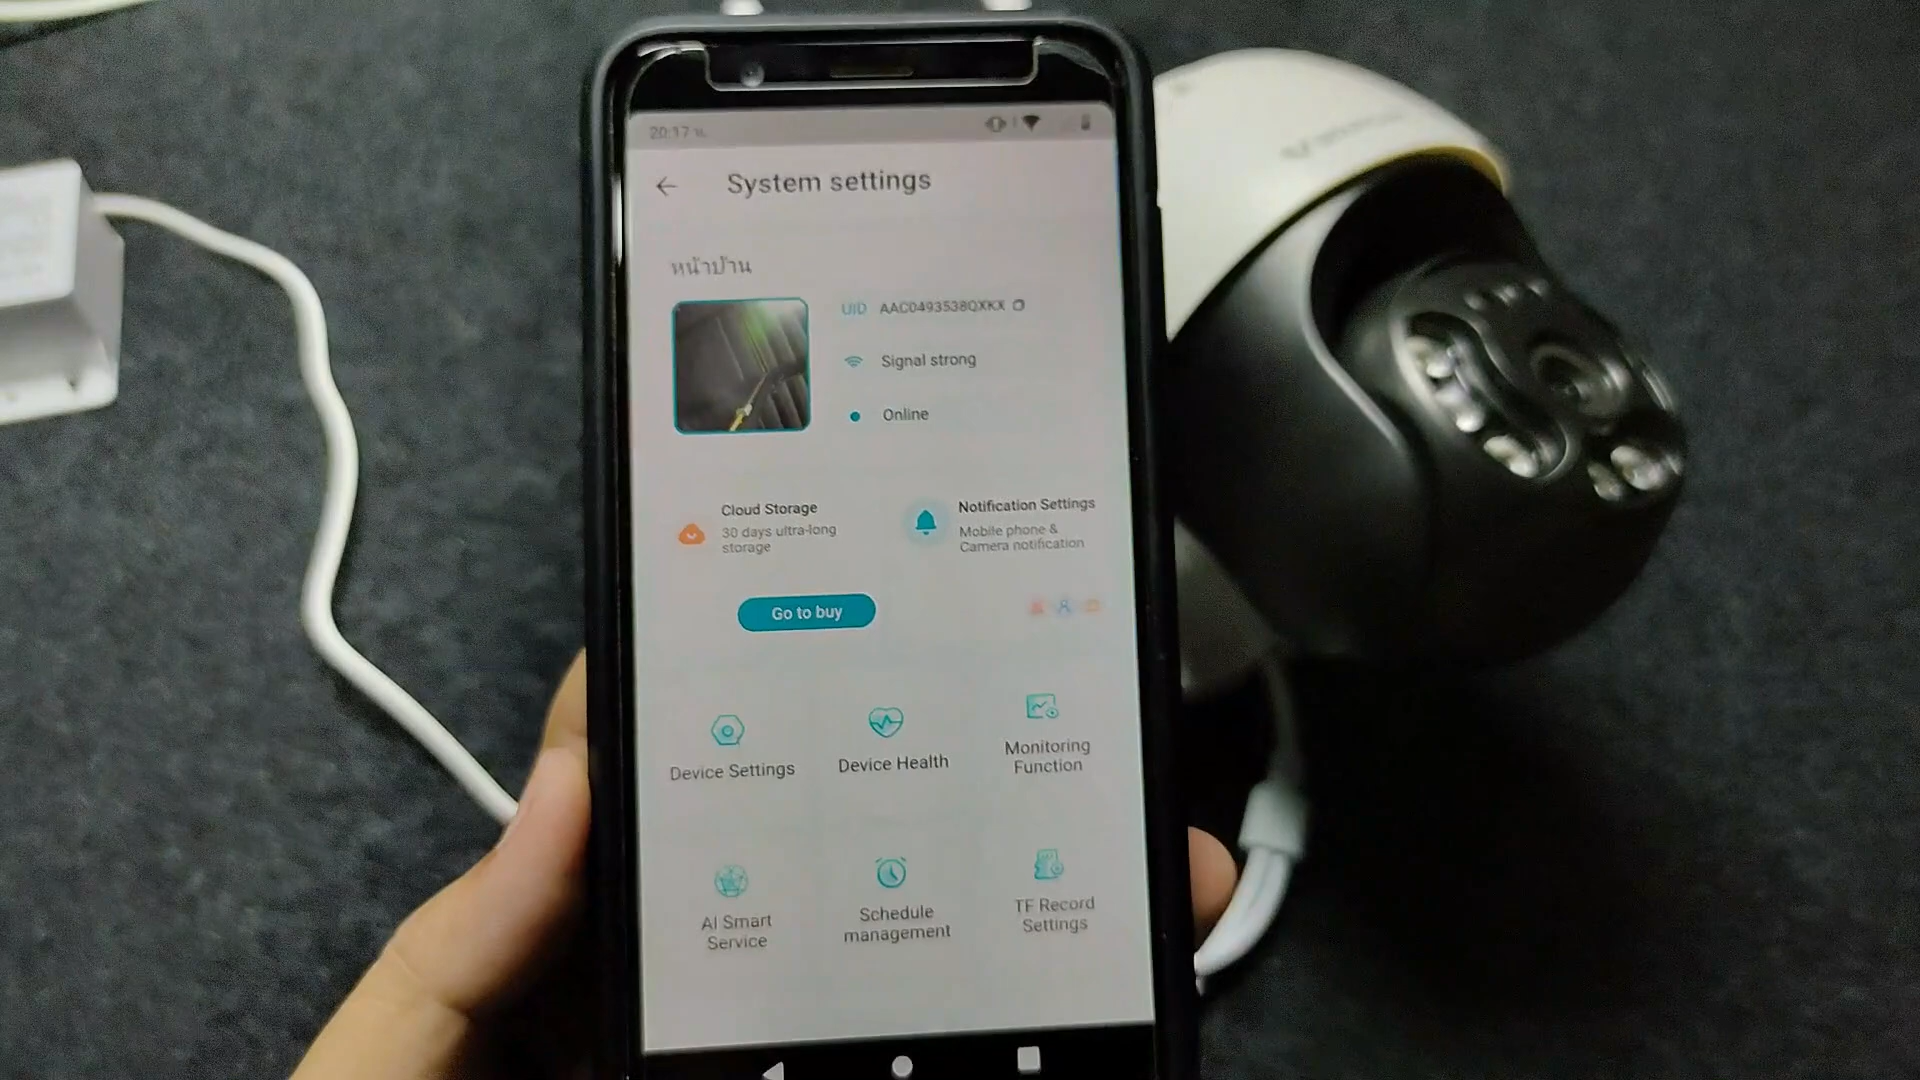 20:17 น.
System settings
หน้าบ้าน
UID AAC0493538QXKX
Signal strong
Online
Cloud Storage
30 days ultra-long
storage
Notification Settings
Mobile phone &
Camera notification
Go to buy
Device Settings
Device Health
Monitoring
Function
AI Smart
Service
Schedule
management
TF Record
Settings